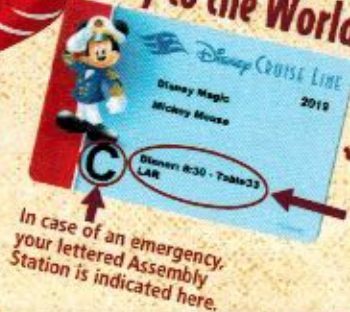 to the World
Disney CRUISE LINE
Disney Magic 2019
Mickey Mouse
C
Dinner: 8:30 - Table33
LAR
In case of an emergency,
your lettered Assembly
Station is indicated here.